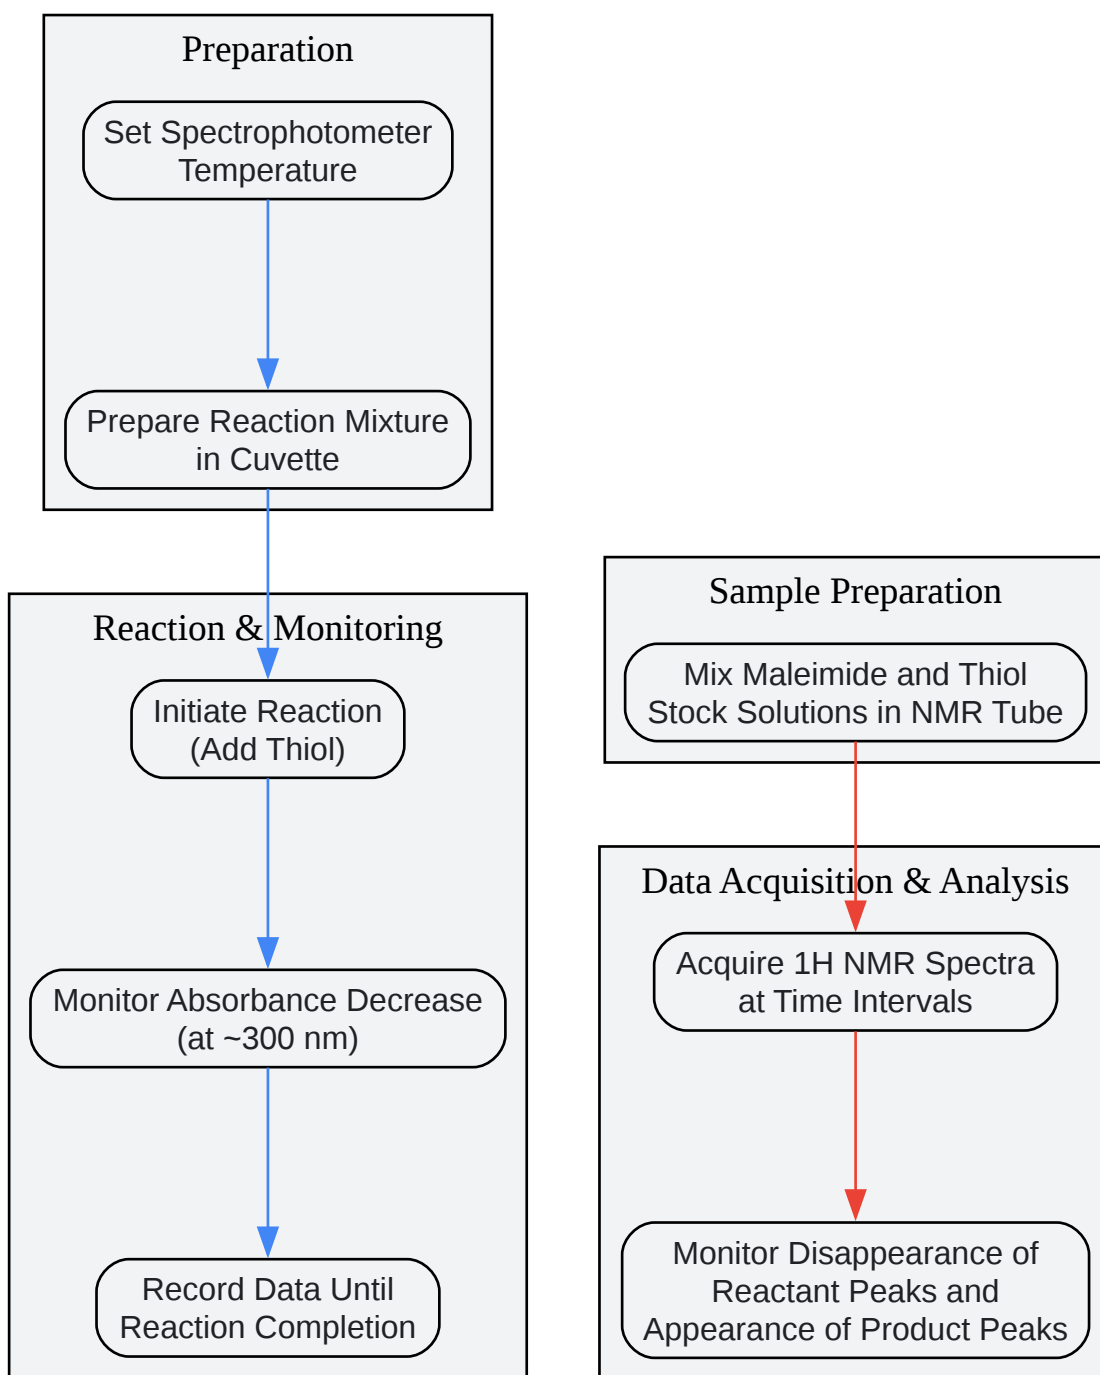 Preparation
Set Spectrophotometer
Temperature
Prepare Reaction Mixture
in Cuvette
Reaction & Monitoring
Initiate Reaction
(Add Thiol)
Monitor Absorbance Decrease
(at ~300 nm)
Record Data Until
Reaction Completion
Sample Preparation
Mix Maleimide and Thiol
Stock Solutions in NMR Tube
Data Acquisition & Analysis
Acquire 1H NMR Spectra
at Time Intervals
Monitor Disappearance of
Reactant Peaks and
Appearance of Product Peaks